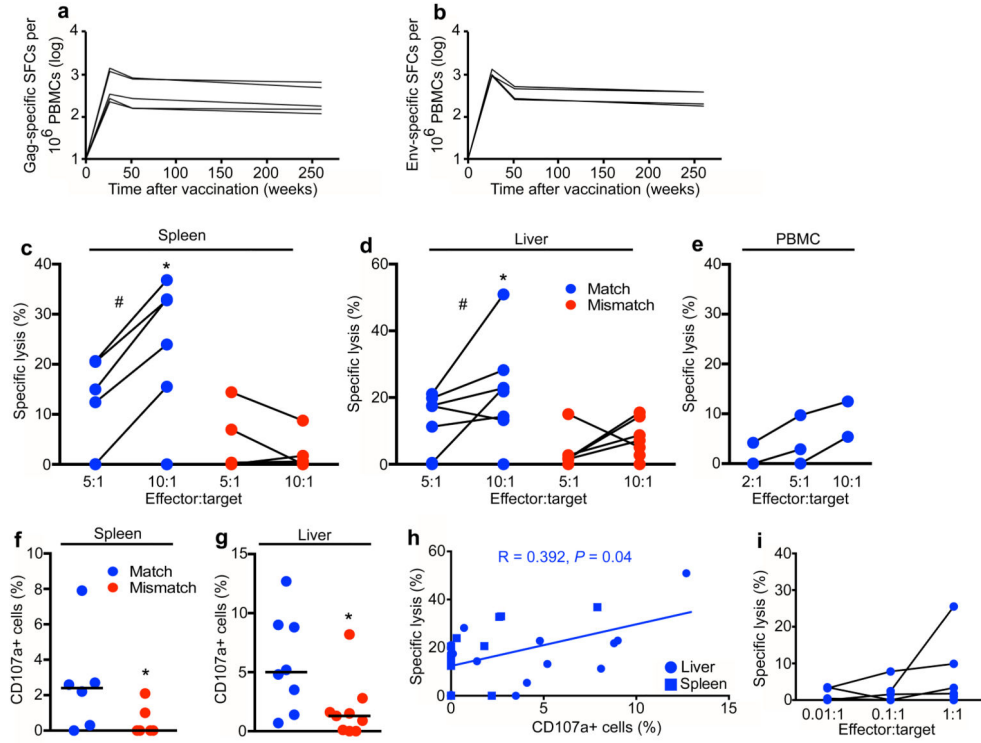 a
Gag-specific SFCs per
10^6 PBMCs (log)
4
3
2
1
0 50 100 150 200 250
Time after vaccination (weeks)
b
Env-specific SFCs per
10^6 PBMCs (log)
4
3
2
1
0 50 100 150 200 250
Time after vaccination (weeks)
c
Spleen
Specific lysis (%)
40
30
20
10
0
#
*
5:1 10:1 5:1 10:1
Effector:target
d
Liver
Specific lysis (%)
60
40
20
0
#
*
Match
Mismatch
5:1 10:1 5:1 10:1
Effector:target
e
PBMC
Specific lysis (%)
40
30
20
10
0
2:1 5:1 10:1
Effector:target
f
Spleen
CD107a+ cells (%)
10
8
6
4
2
0
Match
Mismatch
*
g
Liver
CD107a+ cells (%)
15
10
5
0
*
h
R = 0.392, P = 0.04
Specific lysis (%)
60
40
20
0
0 5 10 15
CD107a+ cells (%)
Liver
Spleen
i
Specific lysis (%)
40
30
20
10
0
0.01:1 0.1:1 1:1
Effector:target